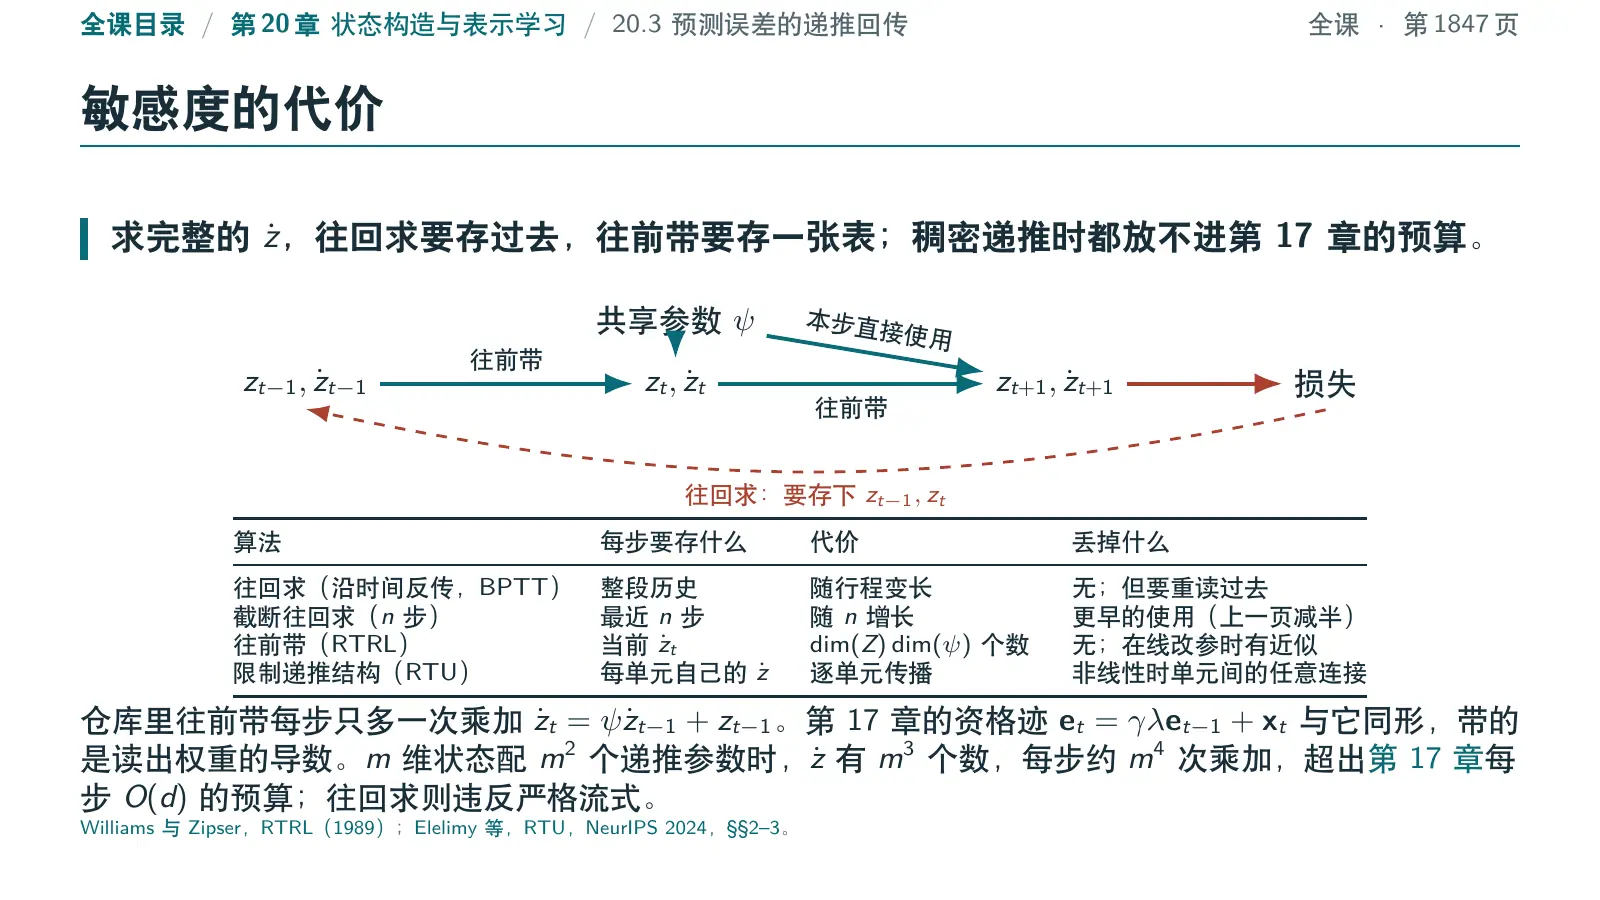 全课目录 / 第 20 章 状态构造与表示学习 / 20.3 预测误差的递推回传
全课 · 第 1847 页
敏感度的代价
求完整的 ż，往回求要存过去，往前带要存一张表；稠密递推时都放不进第 17 章的预算。
共享参数 ψ
本步直接使用
往前带
z_{t−1}, ż_{t−1}
z_t, ż_t
z_{t+1}, ż_{t+1}
损失
往前带
往回求：要存下 z_{t−1}, z_t
算法 每步要存什么 代价 丢掉什么
往回求（沿时间反传，BPTT） 整段历史 随行程变长 无；但要重读过去
截断往回求（n 步） 最近 n 步 随 n 增长 更早的使用（上一页减半）
往前带（RTRL） 当前 ż_t dim(Z) dim(ψ) 个数 无；在线改参时有近似
限制递推结构（RTU） 每单元自己的 ż 逐单元传播 非线性时单元间的任意连接
仓库里往前带每步只多一次乘加 ż_t = ψż_{t−1} + z_{t−1}。第 17 章的资格迹 e_t = γλe_{t−1} + x_t 与它同形，带的
是读出权重的导数。m 维状态配 m² 个递推参数时，ż 有 m³ 个数，每步约 m⁴ 次乘加，超出第 17 章每
步 O(d) 的预算；往回求则违反严格流式。
Williams 与 Zipser，RTRL（1989）；Elelimy 等，RTU，NeurIPS 2024，§§2–3。